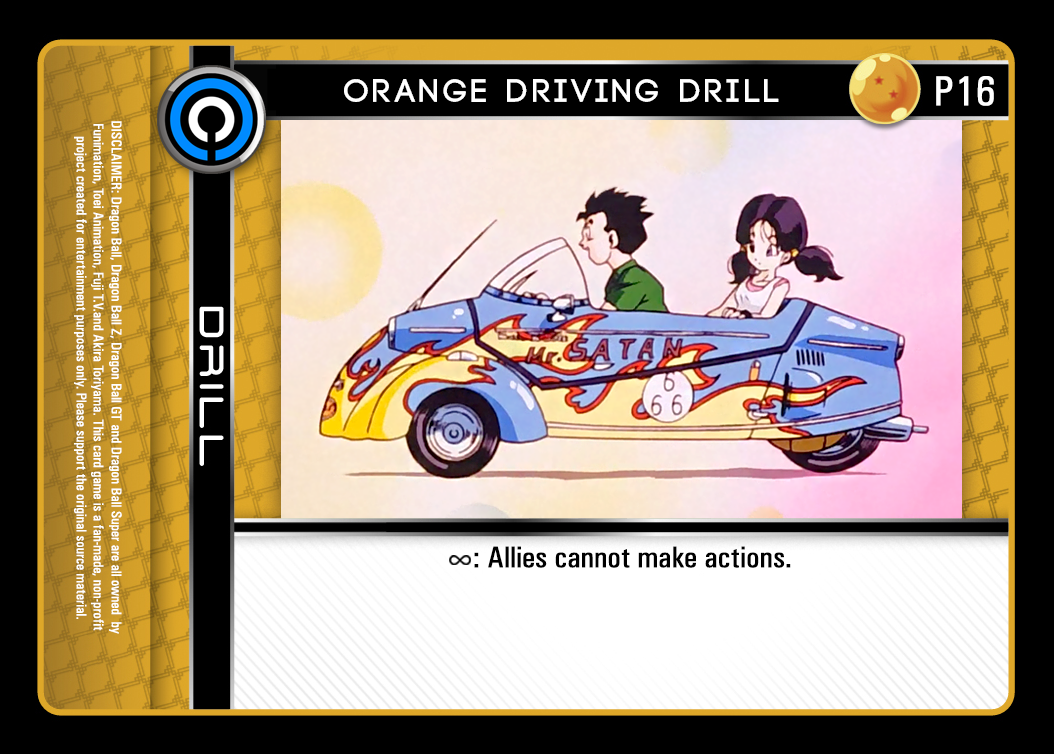 ORANGE DRIVING DRILL
P16
DISCLAIMER: Dragon Ball, Dragon Ball Z, Dragon Ball GT and Dragon Ball Super are all owned by
Funimation, Toei Animation, Fuji T.V.and Akira Toriyama. This card game is a fan-made, non-profit
project created for entertainment purposes only. Please support the original source material.
DRILL
Mr. SATAN
6
66
∞: Allies cannot make actions.